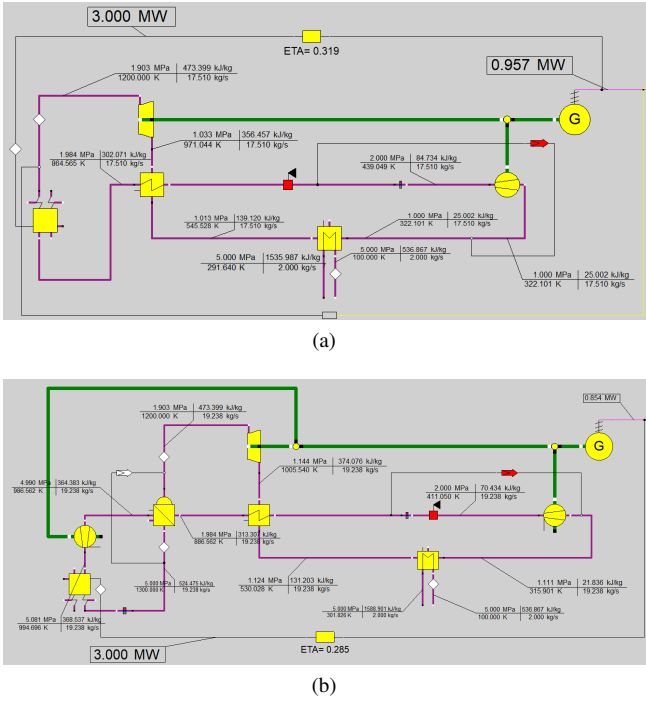 3.000 MW
ETA= 0.319
0.957 MW
G
1.903 MPa 473.399 kJ/kg
1200.000 K 17.510 kg/s
1.033 MPa 356.457 kJ/kg
971.044 K 17.510 kg/s
1.984 MPa 302.071 kJ/kg
864.565 K 17.510 kg/s
2.000 MPa 84.734 kJ/kg
439.049 K 17.510 kg/s
1.013 MPa 139.120 kJ/kg
545.528 K 17.510 kg/s
1.000 MPa 25.002 kJ/kg
322.101 K 17.510 kg/s
5.000 MPa 1535.987 kJ/kg
291.640 K 2.000 kg/s
5.000 MPa 536.867 kJ/kg
100.000 K 2.000 kg/s
1.000 MPa 25.002 kJ/kg
322.101 K 17.510 kg/s
(a)
0.854 MW
G
1.903 MPa 473.399 kJ/kg
1200.000 K 19.238 kg/s
1.144 MPa 374.076 kJ/kg
1005.540 K 19.238 kg/s
4.990 MPa 364.383 kJ/kg
986.562 K 19.238 kg/s
2.000 MPa 70.434 kJ/kg
411.050 K 19.238 kg/s
1.984 MPa 313.307 kJ/kg
886.562 K 19.238 kg/s
5.000 MPa 524.475 kJ/kg
1300.000 K 19.238 kg/s
1.124 MPa 131.203 kJ/kg
530.028 K 19.238 kg/s
1.111 MPa 21.836 kJ/kg
315.901 K 19.238 kg/s
5.081 MPa 368.537 kJ/kg
994.696 K 19.238 kg/s
5.000 MPa 1588.901 kJ/kg
301.826 K 2.000 kg/s
5.000 MPa 536.867 kJ/kg
100.000 K 2.000 kg/s
3.000 MW
ETA= 0.285
(b)